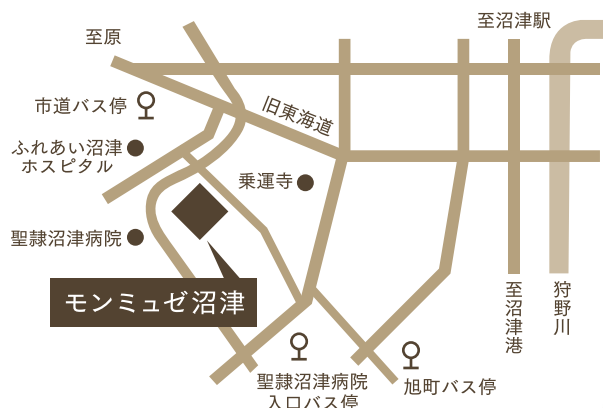 至沼津駅
至原
市道バス停
旧東海道
ふれあい沼津
ホスピタル
乗運寺
聖隷沼津病院
モンミュゼ沼津
至沼津港
狩野川
聖隷沼津病院
入口バス停
旭町バス停